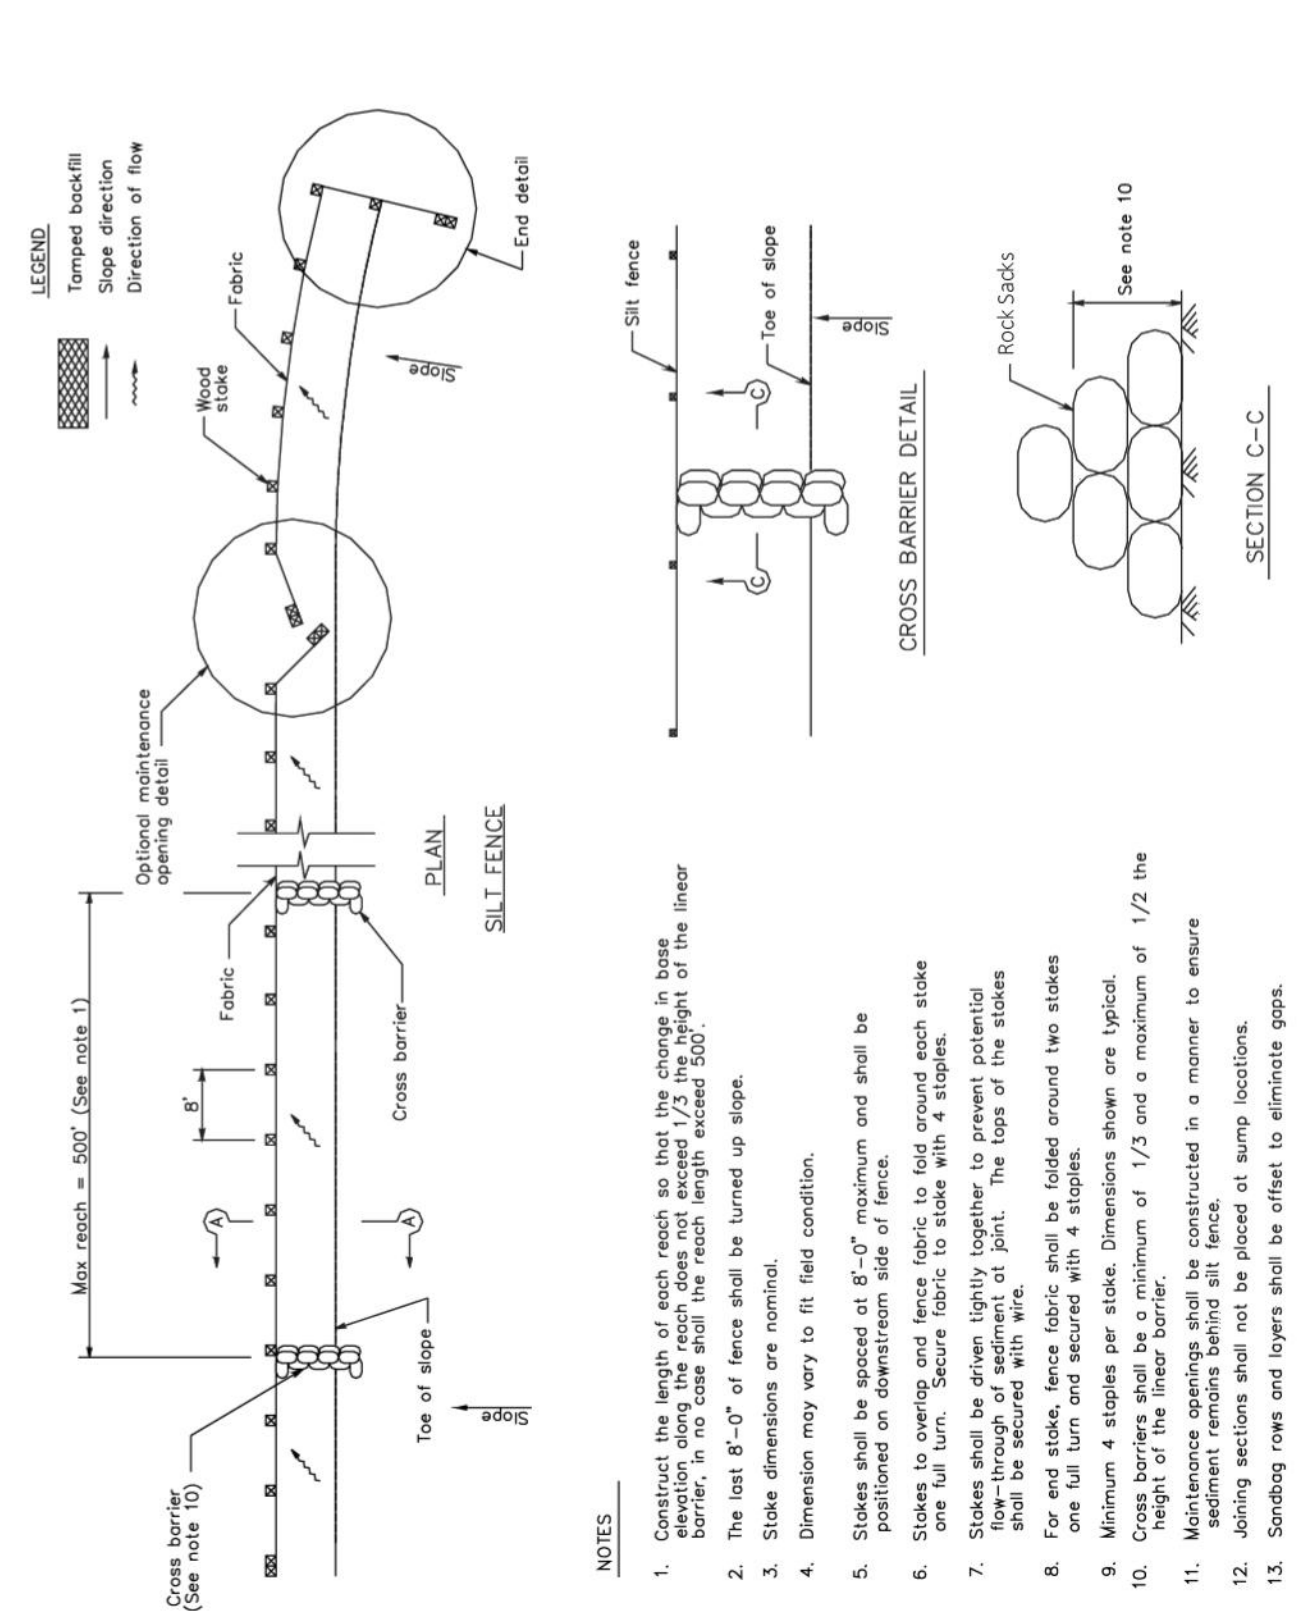 LEGEND
Tamped backfill
Slope direction
Direction of flow
Cross barrier
(See note 10)
Max reach = 500' (See note 1)
8'
A
A
Slope
Toe of slope
Fabric
Cross barrier
Optional maintenance
opening detail
Wood
stake
Fabric
Slope
End detail
PLAN
SILT FENCE
NOTES
1. Construct the length of each reach so that the change in base
elevation along the reach does not exceed 1/3 the height of the linear
barrier, in no case shall the reach length exceed 500'.
2. The last 8'-0" of fence shall be turned up slope.
3. Stake dimensions are nominal.
4. Dimension may vary to fit field condition.
5. Stakes shall be spaced at 8'-0" maximum and shall be
positioned on downstream side of fence.
6. Stakes to overlap and fence fabric to fold around each stake
one full turn. Secure fabric to stake with 4 staples.
7. Stakes shall be driven tightly together to prevent potential
flow-through of sediment at joint. The tops of the stakes
shall be secured with wire.
8. For end stake, fence fabric shall be folded around two stakes
one full turn and secured with 4 staples.
9. Minimum 4 staples per stake. Dimensions shown are typical.
10. Cross barriers shall be a minimum of 1/3 and a maximum of 1/2 the
height of the linear barrier.
11. Maintenance openings shall be constructed in a manner to ensure
sediment remains behind silt fence.
12. Joining sections shall not be placed at sump locations.
13. Sandbag rows and layers shall be offset to eliminate gaps.
Silt fence
Toe of slope
C
C
Slope
CROSS BARRIER DETAIL
Rock Sacks
See note 10
SECTION C-C